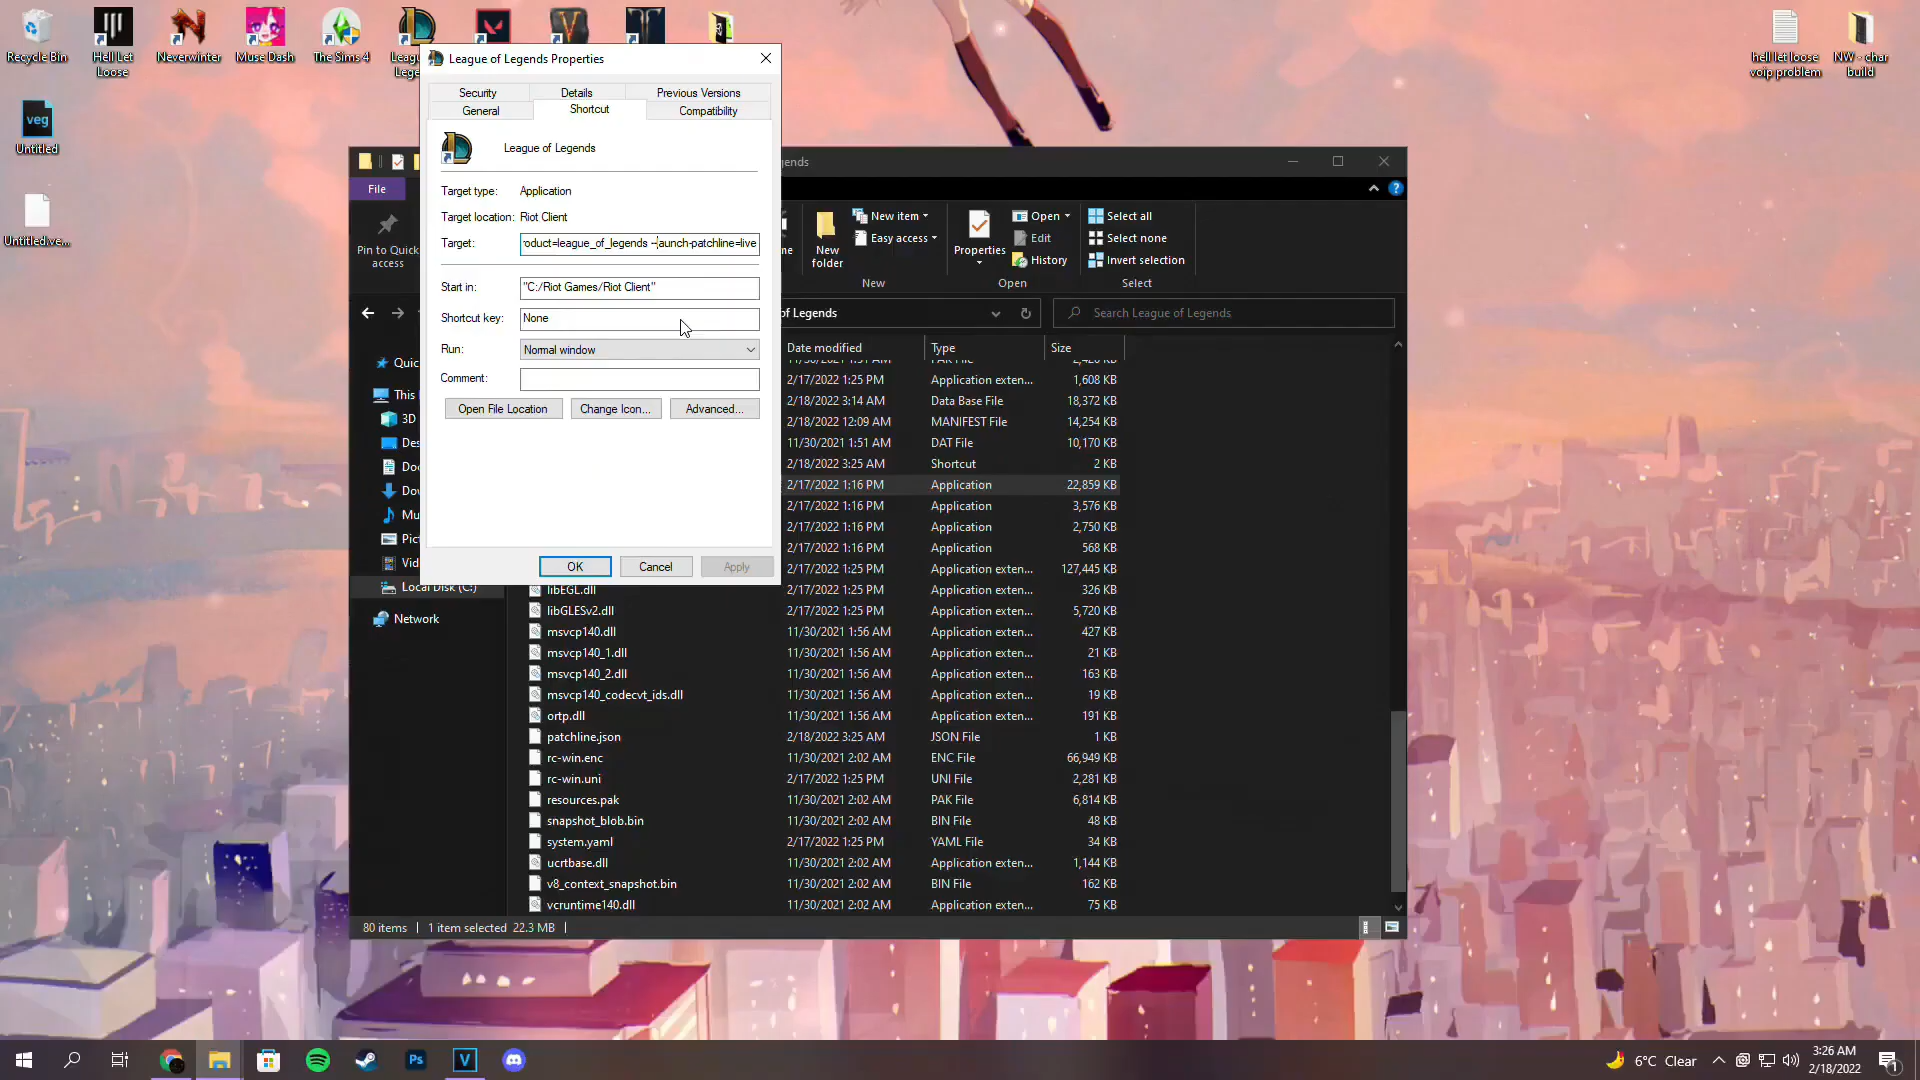 Recycle Bin
Hell Let
Loose
Neverwinter
Muse Dash
The Sims 4
hell let loose
voip problem
NW - char
build
veg
Untitled
Untitled.ve...
League of Legends Properties
Security
Details
Previous Versions
General
Shortcut
Compatibility
League of Legends
Target type:
Application
Target location:
Riot Client
Target:
roduct=league_of_legends --launch-patchline=live
Start in:
"C:/Riot Games/Riot Client"
Shortcut key:
None
Run:
Normal window
Comment:
Open File Location
Change Icon...
Advanced...
OK
Cancel
Apply
File
Pin to Quick
access
New
folder
New item
Easy access
New
Properties
Open
Edit
History
Open
Select all
Select none
Invert selection
Select
of Legends
Search League of Legends
Date modified
Type
Size
2/17/2022 1:25 PM Application exten... 1,608 KB
2/18/2022 3:14 AM Data Base File 18,372 KB
2/18/2022 12:09 AM MANIFEST File 14,254 KB
11/30/2021 1:51 AM DAT File 10,170 KB
2/18/2022 3:25 AM Shortcut 2 KB
2/17/2022 1:16 PM Application 22,859 KB
2/17/2022 1:16 PM Application 3,576 KB
2/17/2022 1:16 PM Application 2,750 KB
2/17/2022 1:16 PM Application 568 KB
2/17/2022 1:25 PM Application exten... 127,445 KB
libEGL.dll 2/17/2022 1:25 PM Application exten... 326 KB
libGLESv2.dll 2/17/2022 1:25 PM Application exten... 5,720 KB
msvcp140.dll 11/30/2021 1:56 AM Application exten... 427 KB
msvcp140_1.dll 11/30/2021 1:56 AM Application exten... 21 KB
msvcp140_2.dll 11/30/2021 1:56 AM Application exten... 163 KB
msvcp140_codecvt_ids.dll 11/30/2021 1:56 AM Application exten... 19 KB
ortp.dll 11/30/2021 1:56 AM Application exten... 191 KB
patchline.json 2/18/2022 3:25 AM JSON File 1 KB
rc-win.enc 11/30/2021 2:02 AM ENC File 66,949 KB
rc-win.uni 2/17/2022 1:25 PM UNI File 2,281 KB
resources.pak 11/30/2021 2:02 AM PAK File 6,814 KB
snapshot_blob.bin 11/30/2021 2:02 AM BIN File 48 KB
system.yaml 2/17/2022 1:25 PM YAML File 34 KB
ucrtbase.dll 11/30/2021 2:02 AM Application exten... 1,144 KB
v8_context_snapshot.bin 11/30/2021 2:02 AM BIN File 162 KB
vcruntime140.dll 11/30/2021 2:02 AM Application exten... 75 KB
Quic
This
3D
Des
Doc
Dov
Mu
Pict
Vid
Local Disk (C:)
Network
80 items
1 item selected 22.3 MB
Ps
V
6°C Clear
3:26 AM
2/18/2022
1